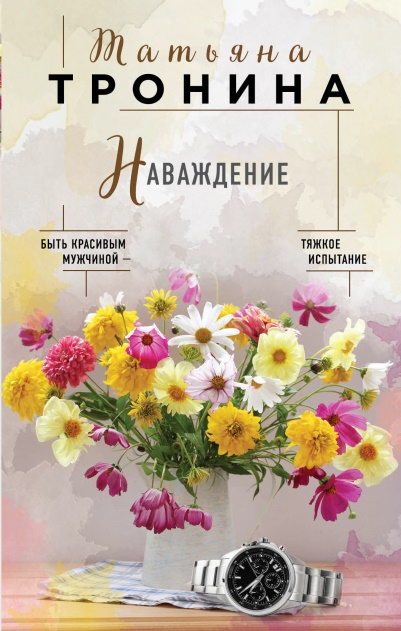 Татьяна
ТРОНИНА
Наваждение
БЫТЬ КРАСИВЫМ
МУЖЧИНОЙ –
ТЯЖКОЕ
ИСПЫТАНИЕ